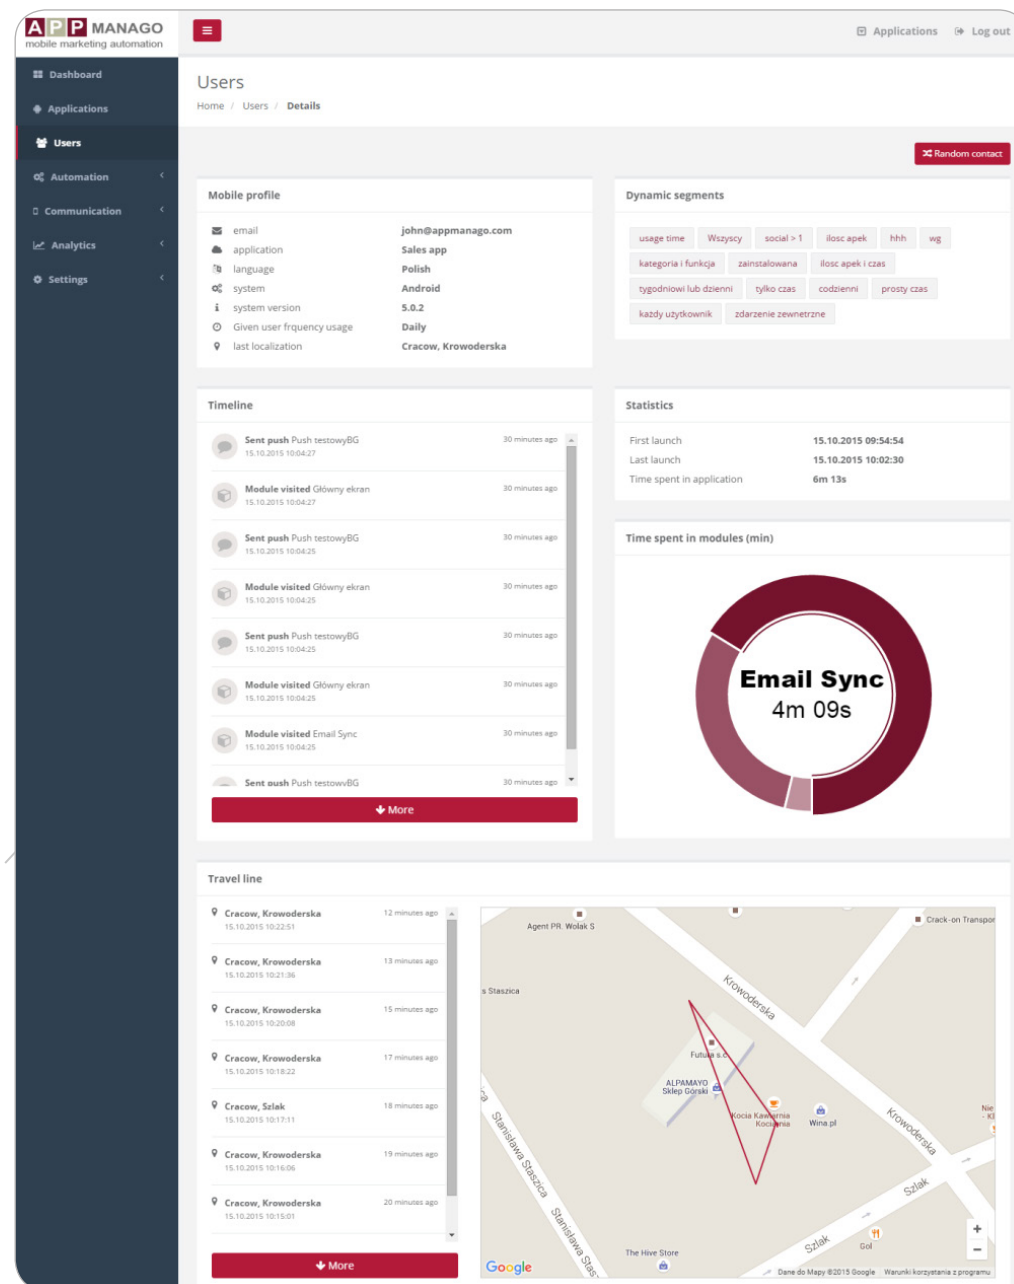 APP MANAGO
mobile marketing automation
Applications
Log out
Dashboard
Applications
Users
Automation
Communication
Analytics
Settings
Users
Home / Users / Details
Random contact
Mobile profile
email john@appmanago.com
application Sales app
language Polish
system Android
system version 5.0.2
Given user frquency usage Daily
last localization Cracow, Krowoderska
Dynamic segments
usage time Wszyscy social > 1 ilosc apek hhh wg
kategoria i funkcja zainstalowana ilosc apek i czas
tygodniowi lub dzienni tylko czas codzienni prosty czas
każdy użytkownik zdarzenie zewnetrzne
Timeline
Sent push Push testowyBG 30 minutes ago
15.10.2015 10:04:27
Module visited Główny ekran 30 minutes ago
15.10.2015 10:04:27
Sent push Push testowyBG 30 minutes ago
15.10.2015 10:04:25
Module visited Główny ekran 30 minutes ago
15.10.2015 10:04:25
Sent push Push testowyBG 30 minutes ago
15.10.2015 10:04:25
Module visited Główny ekran 30 minutes ago
15.10.2015 10:04:25
Module visited Email Sync 30 minutes ago
15.10.2015 10:04:25
Sent push Push testowyBG 30 minutes ago
More
Statistics
First launch 15.10.2015 09:54:54
Last launch 15.10.2015 10:02:30
Time spent in application 6m 13s
Time spent in modules (min)
Email Sync
4m 09s
Travel line
Cracow, Krowoderska 12 minutes ago
15.10.2015 10:22:51
Cracow, Krowoderska 13 minutes ago
15.10.2015 10:21:36
Cracow, Krowoderska 15 minutes ago
15.10.2015 10:20:08
Cracow, Krowoderska 17 minutes ago
15.10.2015 10:18:22
Cracow, Szlak 18 minutes ago
15.10.2015 10:17:11
Cracow, Krowoderska 19 minutes ago
15.10.2015 10:16:06
Cracow, Krowoderska 20 minutes ago
15.10.2015 10:15:01
More
Agent PR. Wolak S
Crack-on Transpor
s Staszica
Krowoderska
Futura s.c.
ALPAMAYO
Sklep Górski
Kocia Kawiarnia
Kociarnia
Wina.pl
Nie
- Kl
Krowoderska
Stanisława Staszica
Stanisława Stas
Szlak
Szlak
Gol
The Hive Store
+
−
Google
Dane do Mapy ©2015 Google Warunki korzystania z programu